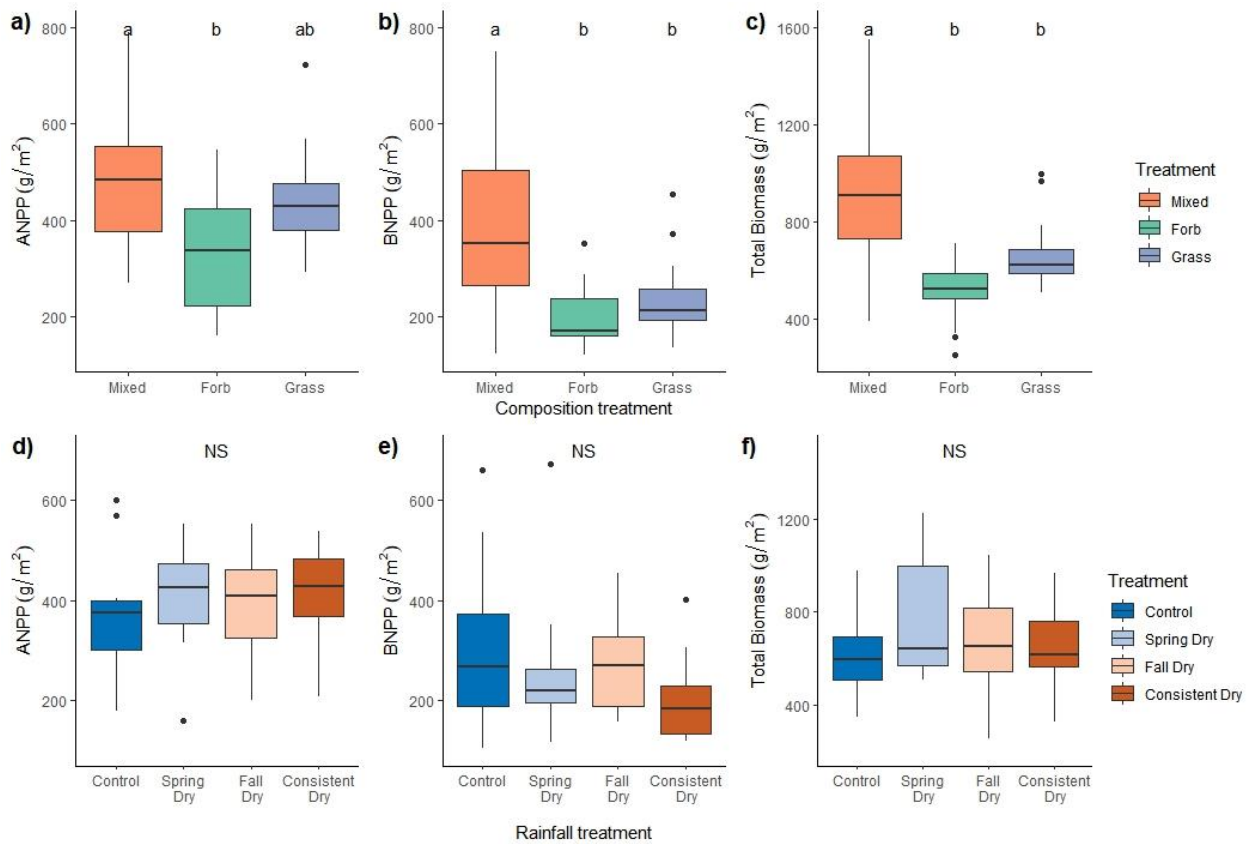 a)
a b ab
ANPP (g/m²)
800
600
400
200
Mixed Forb Grass
b)
a b b
BNPP (g/m²)
800
600
400
200
Mixed Forb Grass
Composition treatment
c)
a b b
Total Biomass (g/m²)
1600
1200
800
400
Mixed Forb Grass
Treatment
Mixed
Forb
Grass
d)
NS
ANPP (g/m²)
600
400
200
Control Spring Fall Consistent
Dry Dry Dry
e)
NS
BNPP (g/m²)
600
400
200
Control Spring Fall Consistent
Dry Dry Dry
Rainfall treatment
f)
NS
Total Biomass (g/m²)
1200
800
400
Control Spring Fall Consistent
Dry Dry Dry
Treatment
Control
Spring Dry
Fall Dry
Consistent Dry